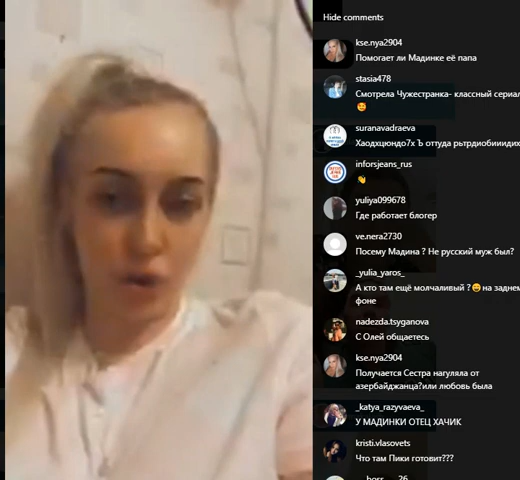 Hide comments
kse.nya2904
Помогает ли Мадинке её папа
stasia478
Смотрела Чужестранка- классный сериал
suranavadraeva
Хаодхцюндо7х Ъ оттуда рьтрдиобииидих
inforsjeans_rus
yuliya099678
Где работает блогер
ve.nera2730
Посему Мадина ? Не русский муж был?
_yulia_yaros_
А кто там ещё молчаливый ? на заднем
фоне
nadezda.tsyganova
С Олей общаетесь
kse.nya2904
Получается Сестра нагуляла от
азербайджанца?или любовь была
_katya_razyvaeva_
У МАДИНКИ ОТЕЦ ХАЧИК
kristi.vlasovets
Что там Пики готовит???